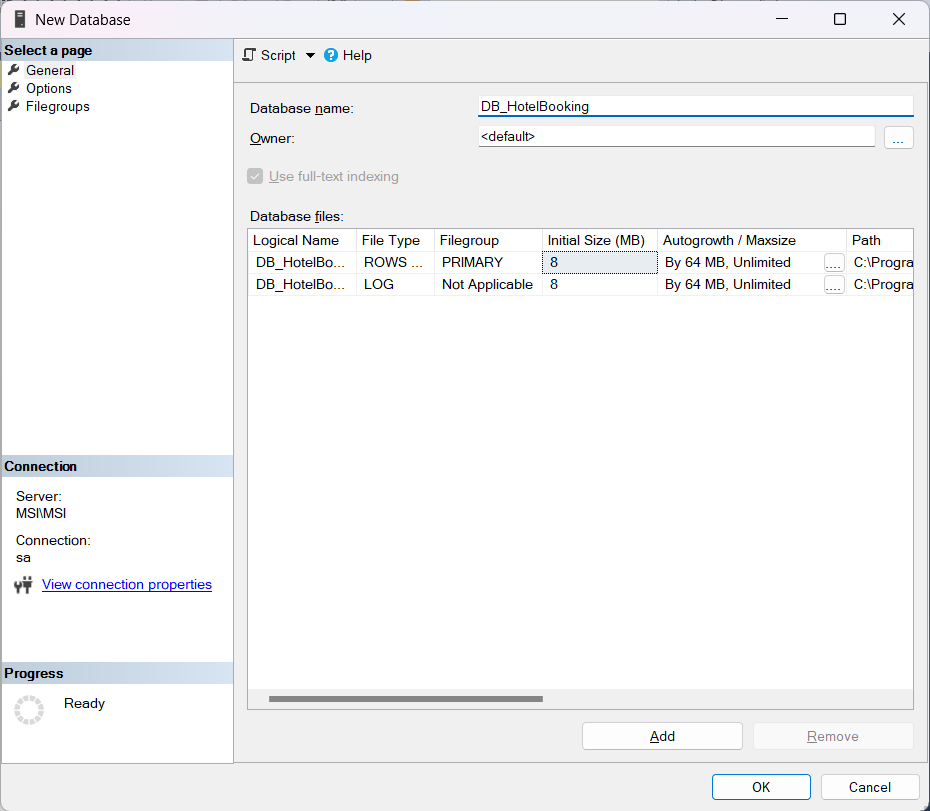 New Database
Select a page
General
Options
Filegroups
Script Help
Database name: DB_HotelBooking
Owner: <default> ...
Use full-text indexing
Database files:
Logical Name File Type Filegroup Initial Size (MB) Autogrowth / Maxsize Path
DB_HotelBo... ROWS ... PRIMARY 8 By 64 MB, Unlimited .... C:\Progra
DB_HotelBo... LOG Not Applicable 8 By 64 MB, Unlimited .... C:\Progra
Connection
Server:
MSI\MSI
Connection:
sa
View connection properties
Progress
Ready
Add Remove
OK Cancel